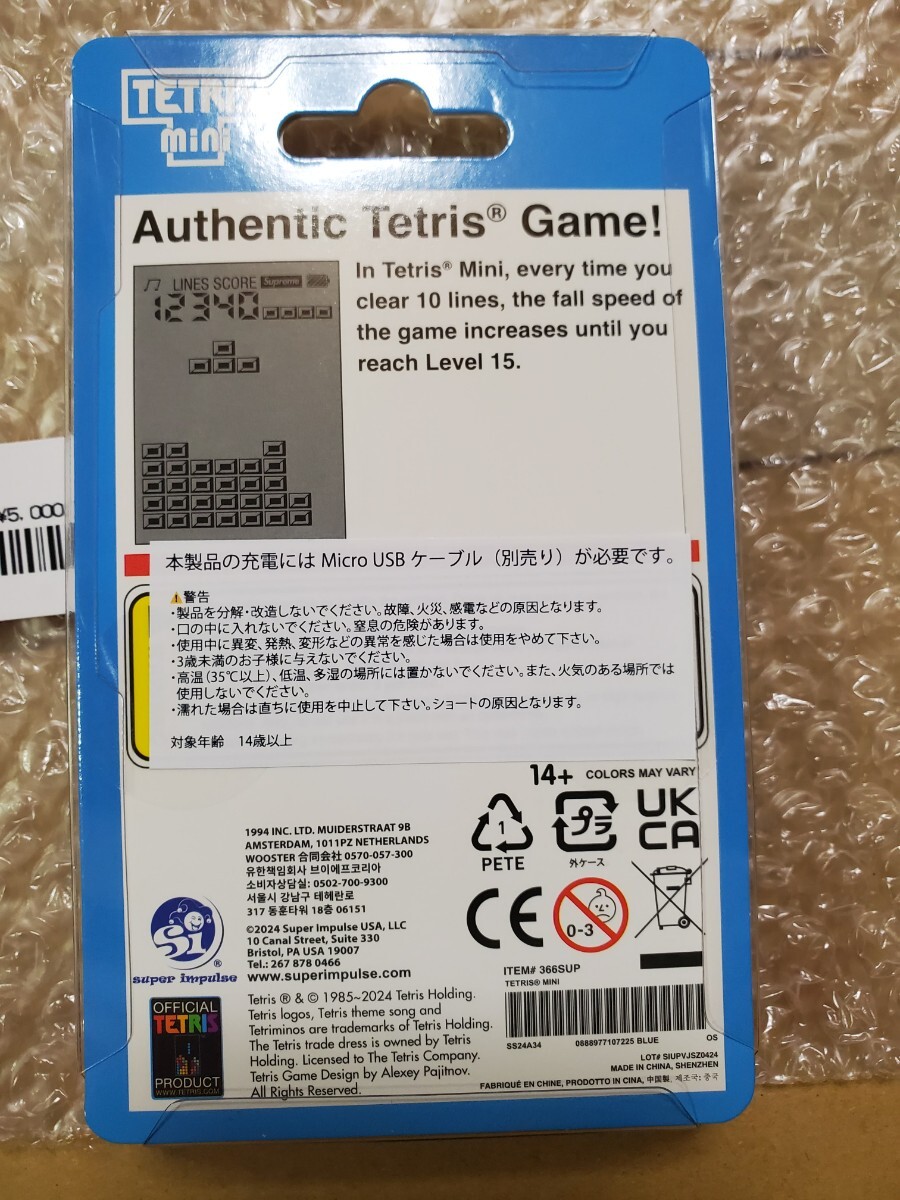 TETRIS
mini
Authentic Tetris® Game!
LINES SCORE Supreme
12340
In Tetris® Mini, every time you
clear 10 lines, the fall speed of
the game increases until you
reach Level 15.
¥5,000
本製品の充電には Micro USB ケーブル（別売り）が必要です。
警告
・製品を分解・改造しないでください。故障、火災、感電などの原因となります。
・口の中に入れないでください。窒息の危険があります。
・使用中に異変、発熱、変形などの異常を感じた場合は使用をやめて下さい。
・3歳未満のお子様に与えないでください。
・高温（35℃以上）、低温、多湿の場所には置かないでください。また、火気のある場所では
使用しないでください。
・濡れた場合は直ちに使用を中止して下さい。ショートの原因となります。
対象年齢　14歳以上
14+ COLORS MAY VARY
1
PETE
プラ
外ケース
UK
CA
CE
0-3
1994 INC. LTD. MUIDERSTRAAT 9B
AMSTERDAM, 1011PZ NETHERLANDS
WOOSTER 合同会社 0570-057-300
유한책임회사 브이에프코리아
소비자상담실: 0502-700-9300
서울시 강남구 테헤란로
317 동훈타워 18층 06151
©2024 Super Impulse USA, LLC
10 Canal Street, Suite 330
Bristol, PA USA 19007
Tel.: 267 878 0466
www.superimpulse.com
Si ®
super impulse
OFFICIAL
TETRIS
PRODUCT
WWW.TETRIS.COM
Tetris ® & © 1985~2024 Tetris Holding.
Tetris logos, Tetris theme song and
Tetriminos are trademarks of Tetris Holding.
The Tetris trade dress is owned by Tetris
Holding. Licensed to The Tetris Company.
Tetris Game Design by Alexey Pajitnov.
All Rights Reserved.
ITEM# 366SUP
TETRIS® MINI
SS24A34 0888977107225 BLUE OS
LOT# SIUPVJSZ0424
MADE IN CHINA, SHENZHEN
FABRIQUÉ EN CHINE, PRODOTTO IN CINA, 中国製, 제조국: 중국